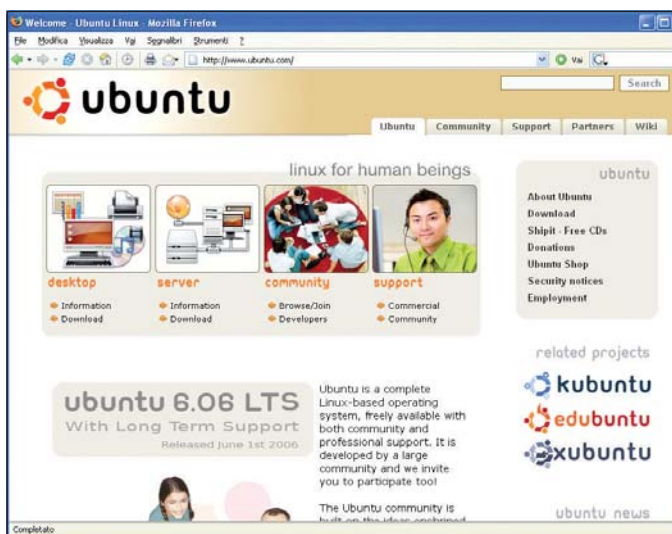 Welcome - Ubuntu Linux - Mozilla Firefox
File Modifica Visualizza Vai Segnalibri Strumenti ?
http://www.ubuntu.com/ Vai
ubuntu
Search
Ubuntu Community Support Partners Wiki
linux for human beings
desktop server community support
Information Information Browse/Join Commercial
Download Download Developers Community
ubuntu
About Ubuntu
Download
Shipit - Free CDs
Donations
Ubuntu Shop
Security notices
Employment
related projects
kubuntu
edubuntu
xubuntu
ubuntu 6.06 LTS
With Long Term Support
Released June 1st 2006
Ubuntu is a complete
Linux-based operating
system, freely available with
both community and
professional support. It is
developed by a large
community and we invite
you to participate too!
The Ubuntu community is
built on the ideas enshrined
ubuntu news
Completato